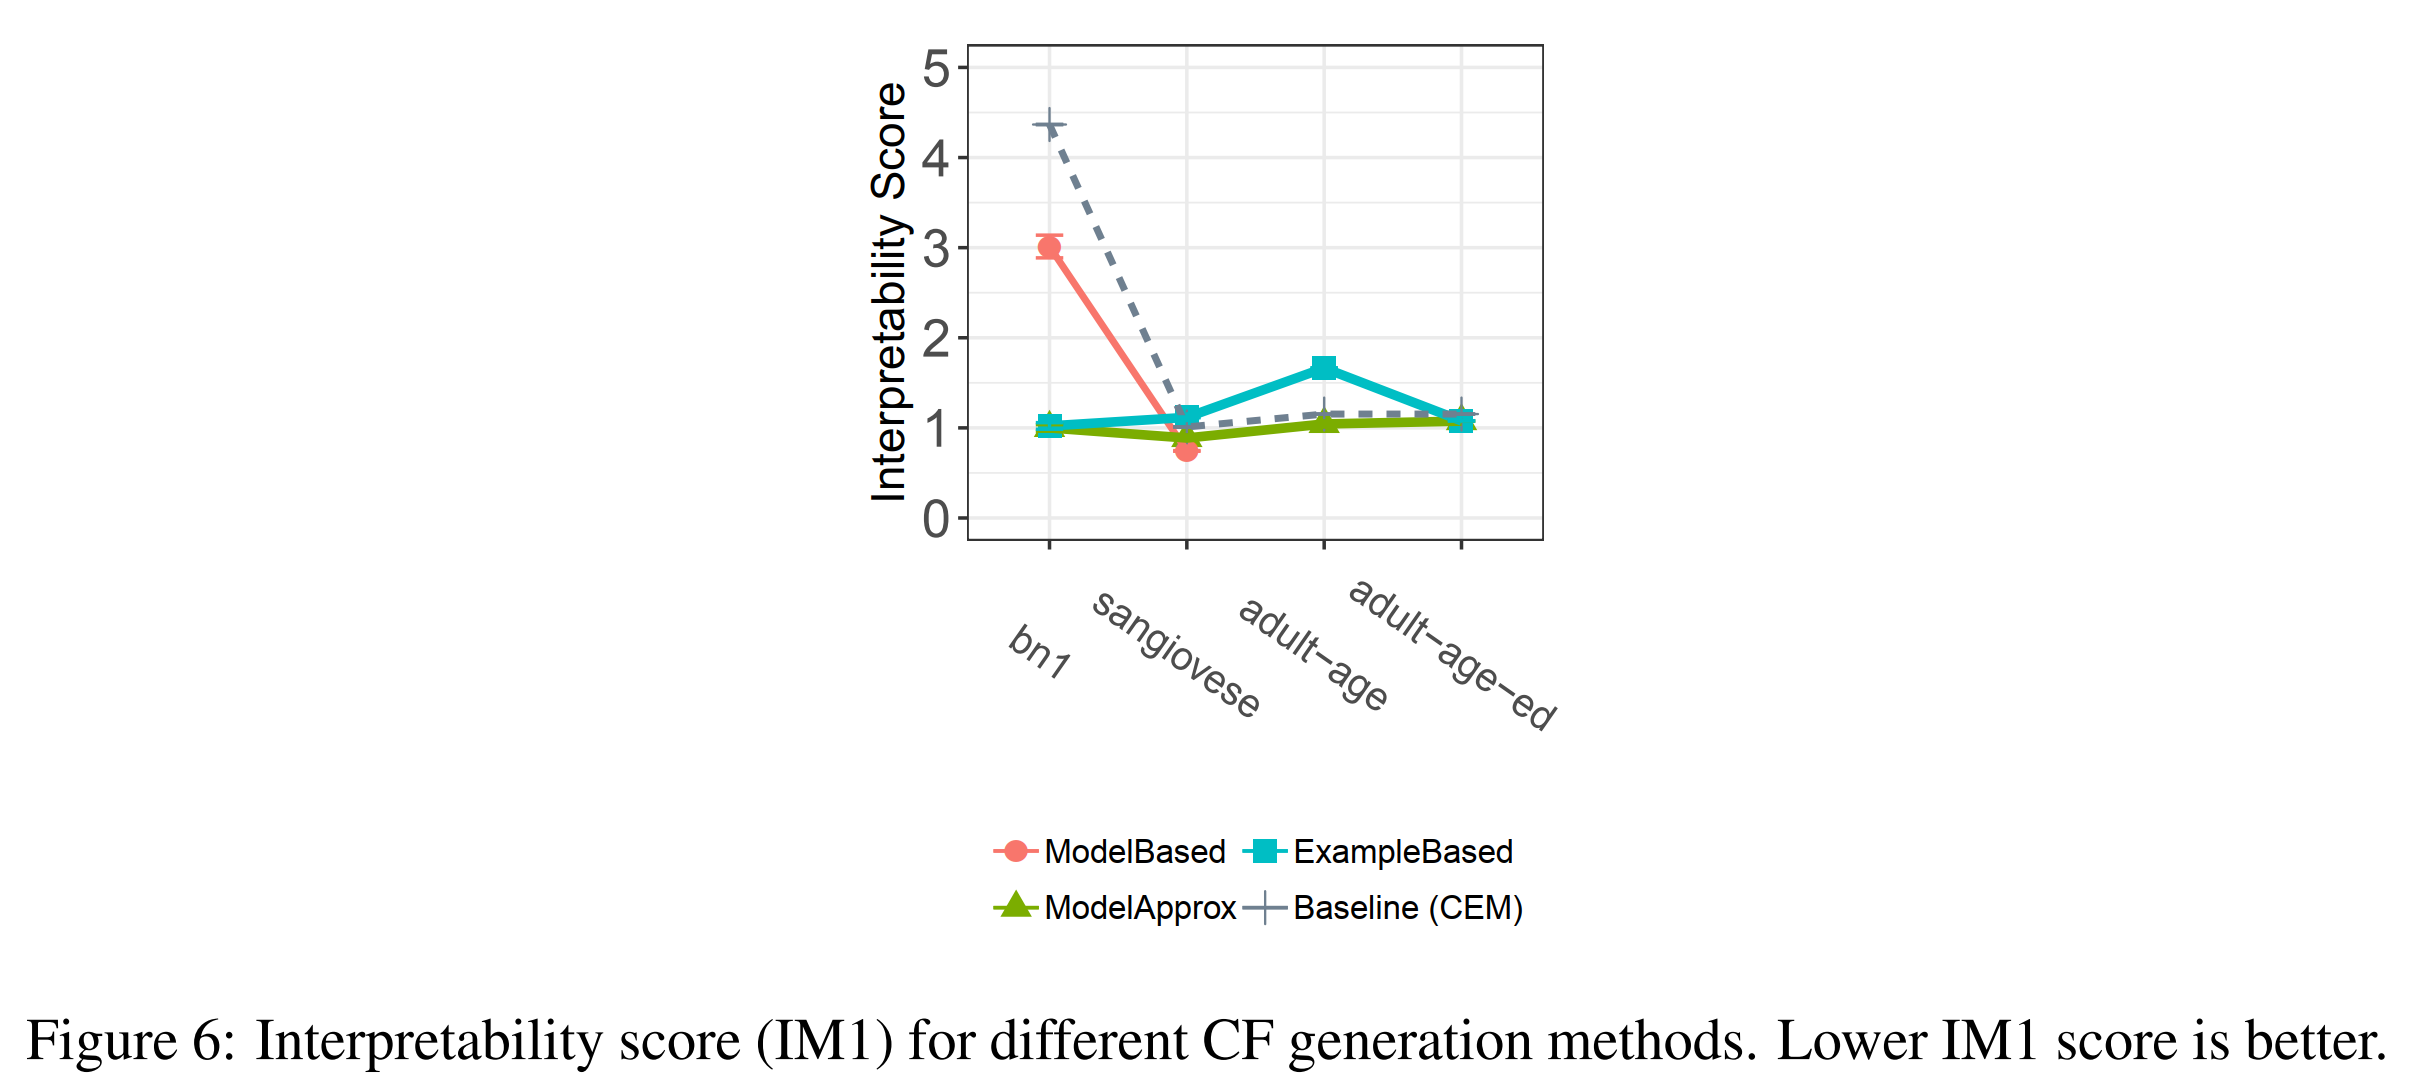 Interpretability Score
5
4
3
2
1
0
bn1
sangiovese
adult-age
adult-age-ed
ModelBased
ExampleBased
ModelApprox
Baseline (CEM)
Figure 6: Interpretability score (IM1) for different CF generation methods. Lower IM1 score is better.